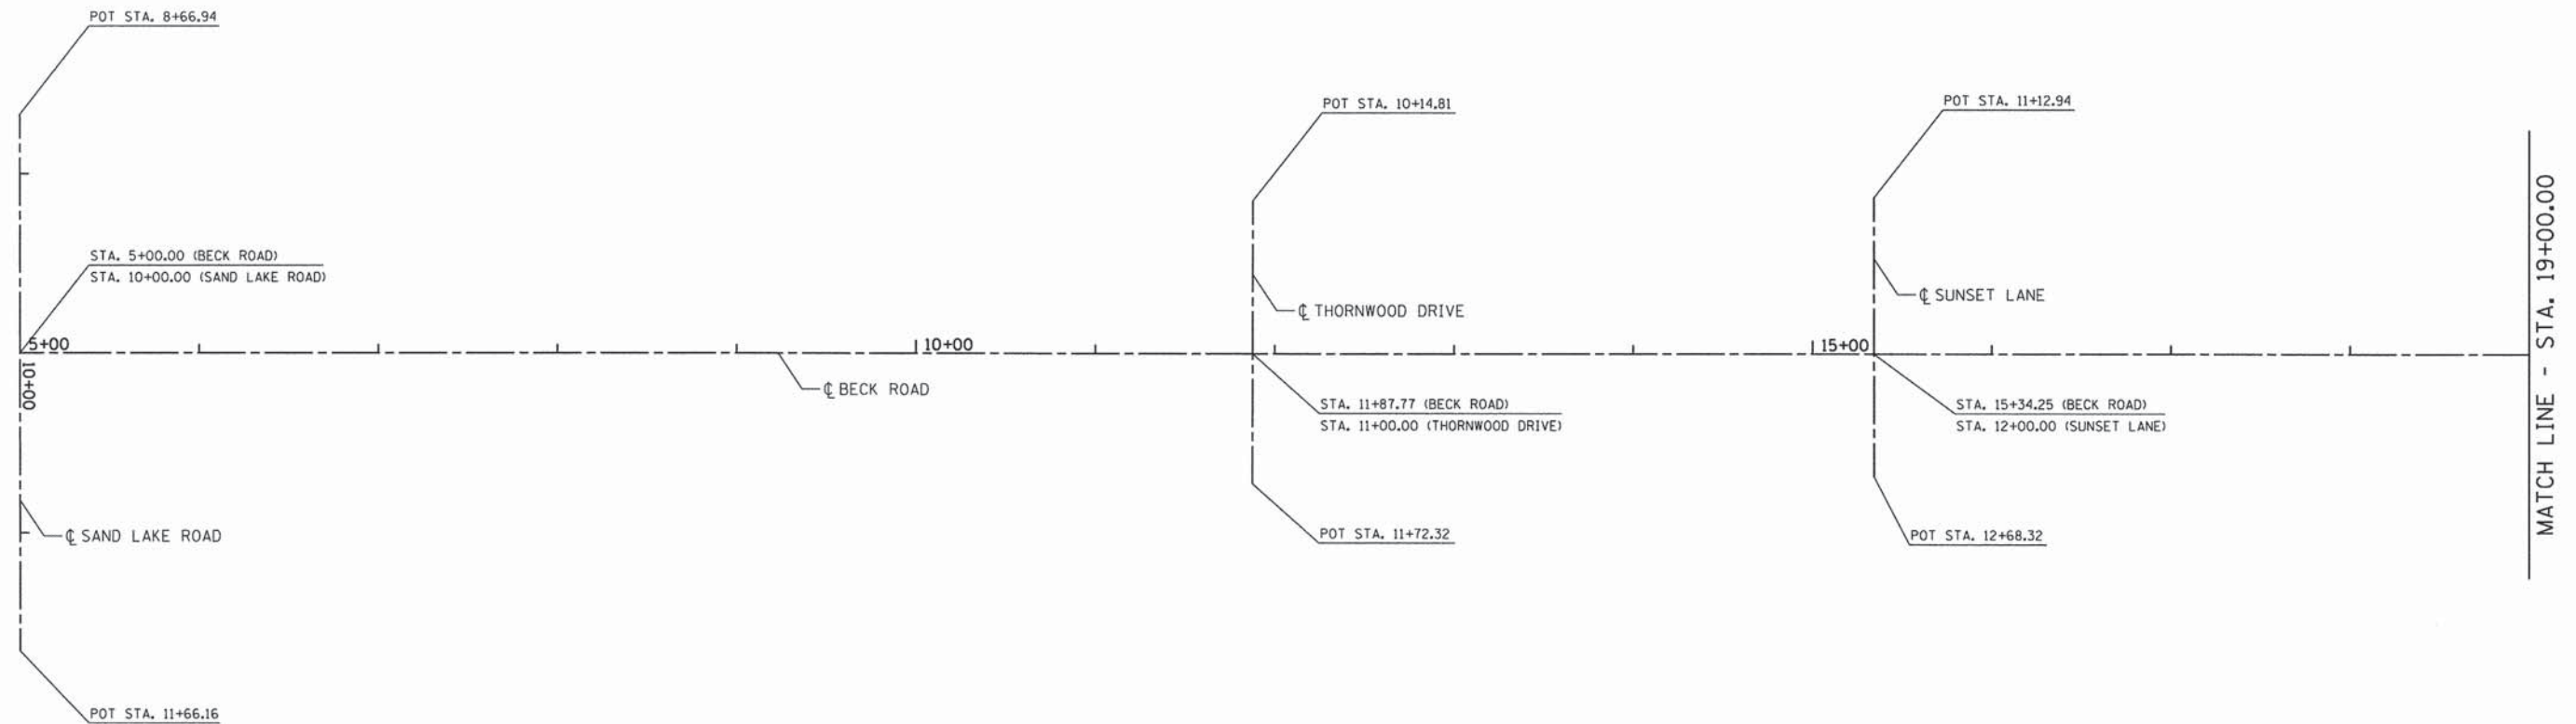 POT STA. 8+66.94
POT STA. 10+14.81
POT STA. 11+12.94
STA. 5+00.00 (BECK ROAD)
STA. 10+00.00 (SAND LAKE ROAD)
℄ THORNWOOD DRIVE
℄ SUNSET LANE
5+00
10+00
15+00
10+00
℄ BECK ROAD
STA. 11+87.77 (BECK ROAD)
STA. 11+00.00 (THORNWOOD DRIVE)
STA. 15+34.25 (BECK ROAD)
STA. 12+00.00 (SUNSET LANE)
℄ SAND LAKE ROAD
POT STA. 11+72.32
POT STA. 12+68.32
POT STA. 11+66.16
MATCH LINE - STA. 19+00.00